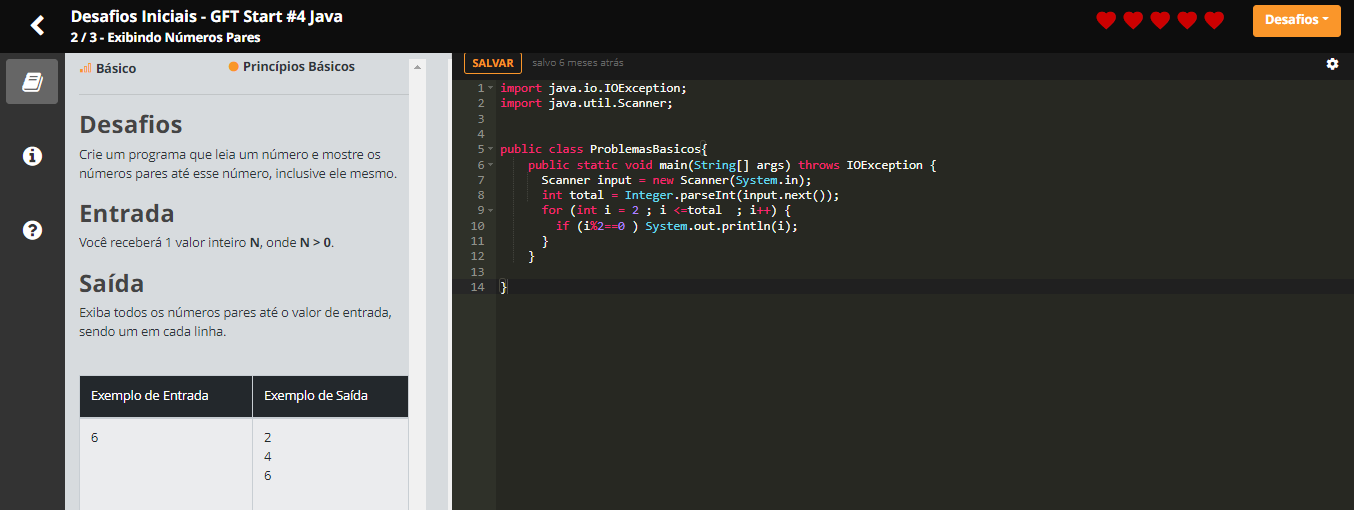 Desafios Iniciais - GFT Start #4 Java
2 / 3 - Exibindo Números Pares
Desafios
Básico
Princípios Básicos
Desafios
Crie um programa que leia um número e mostre os
números pares até esse número, inclusive ele mesmo.
Entrada
Você receberá 1 valor inteiro N, onde N > 0.
Saída
Exiba todos os números pares até o valor de entrada,
sendo um em cada linha.
Exemplo de Entrada
Exemplo de Saída
6
2
4
6
SALVAR
salvo 6 meses atrás
1 import java.io.IOException;
2 import java.util.Scanner;
3
4
5 public class ProblemasBasicos{
6 public static void main(String[] args) throws IOException {
7 Scanner input = new Scanner(System.in);
8 int total = Integer.parseInt(input.next());
9 for (int i = 2 ; i <=total  ; i++) {
10 if (i%2==0 ) System.out.println(i);
11 }
12 }
13
14 }